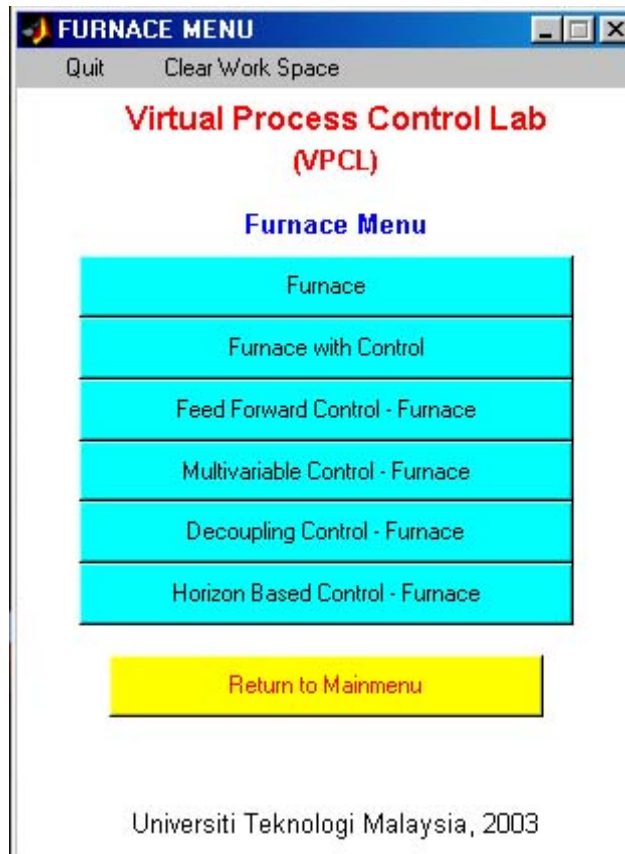 FURNACE MENU
Quit Clear Work Space
Virtual Process Control Lab
(VPCL)
Furnace Menu
Furnace
Furnace with Control
Feed Forward Control - Furnace
Multivariable Control - Furnace
Decoupling Control - Furnace
Horizon Based Control - Furnace
Return to Mainmenu
Universiti Teknologi Malaysia, 2003